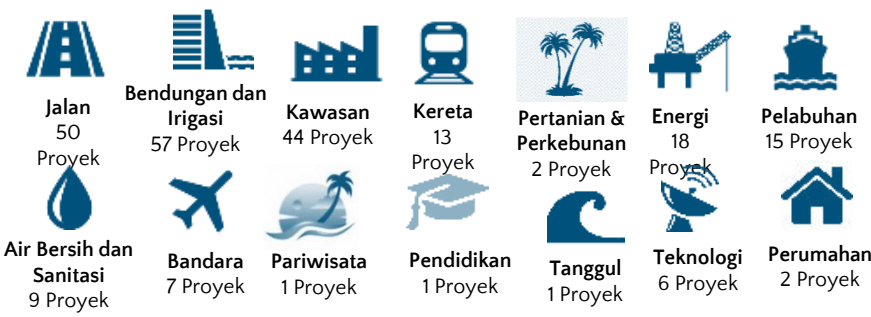 Jalan
50
Proyek
Bendungan dan
Irigasi
57 Proyek
Kawasan
44 Proyek
Kereta
13
Proyek
Pertanian &
Perkebunan
2 Proyek
Energi
18
Proyek
Pelabuhan
15 Proyek
Air Bersih dan
Sanitasi
9 Proyek
Bandara
7 Proyek
Pariwisata
1 Proyek
Pendidikan
1 Proyek
Tanggul
1 Proyek
Teknologi
6 Proyek
Perumahan
2 Proyek